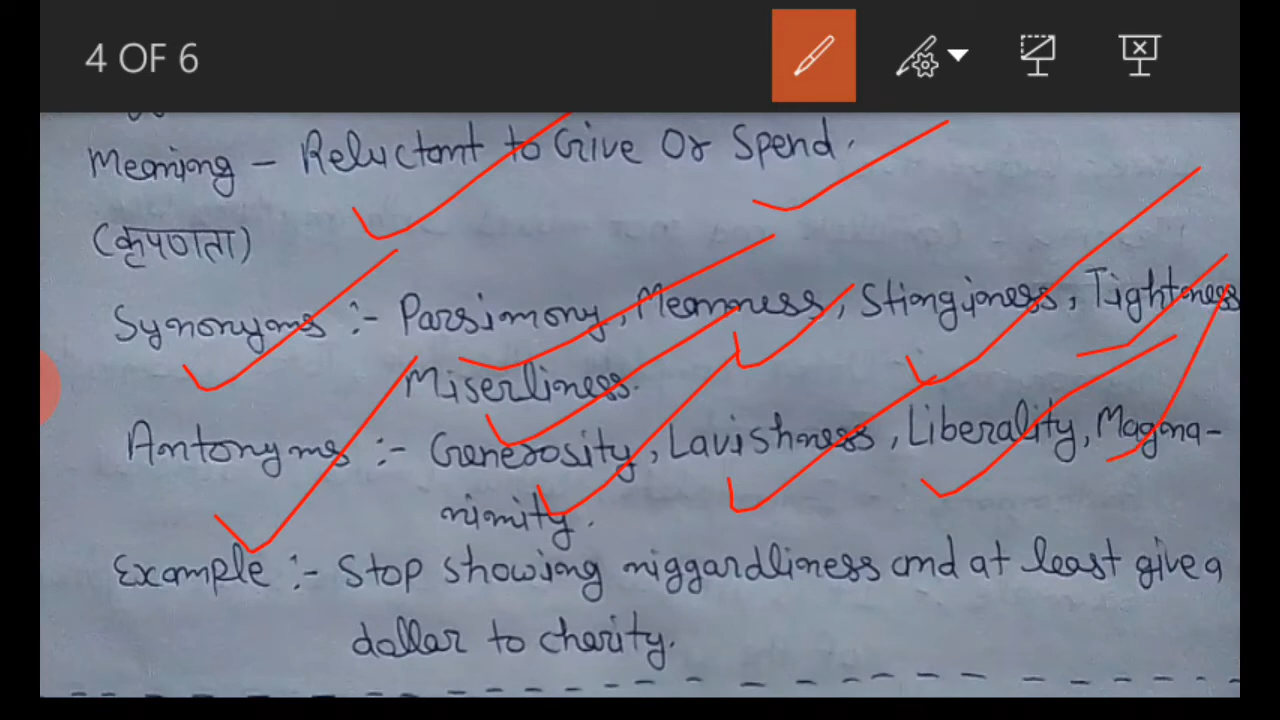 4 OF 6
Meaning - Reluctant to Give Or Spend.
(कृपणता)
Synonyms :- Parsimony, Meanness, Stinginess, Tightness
Miserliness.
Antonyms :- Generosity, Lavishness, Liberality, Magna-
nimity.
Example :- Stop showing niggardliness and at least give a
dollar to charity.